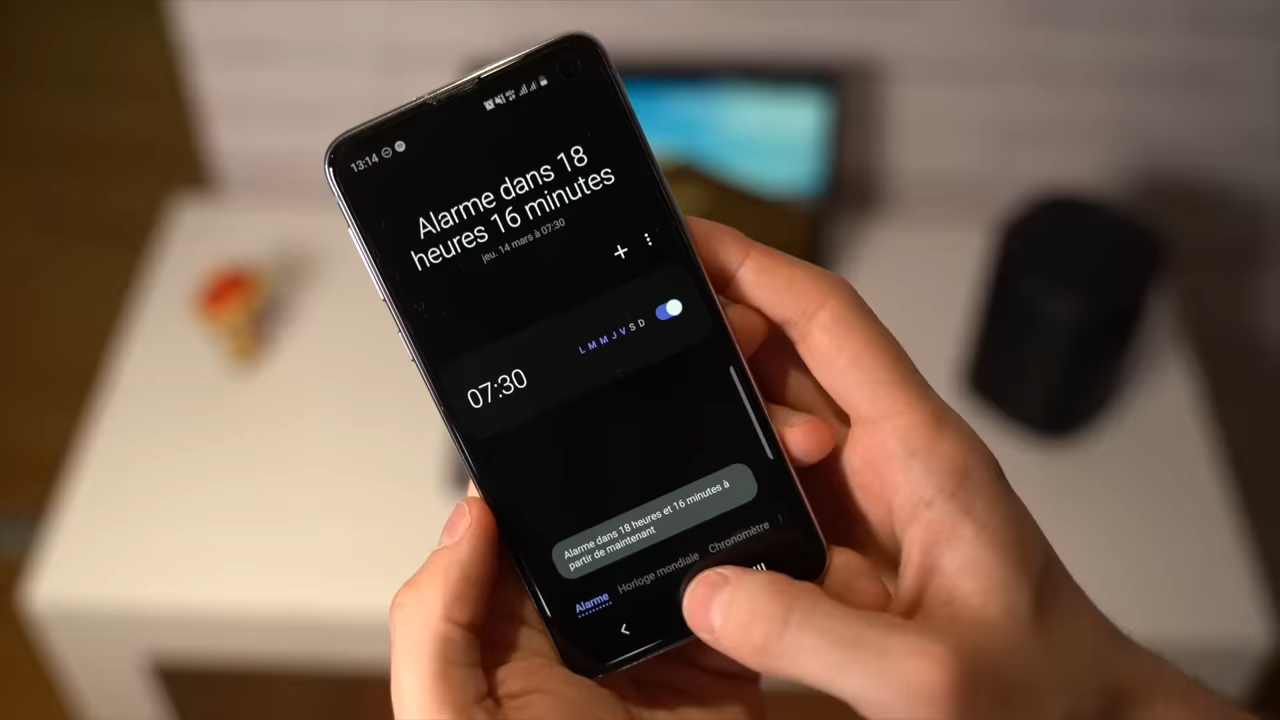 13:14
Alarme dans 18
heures 16 minutes
jeu. 14 mars à 07:30
L M M J V S D
07:30
Alarme dans 18 heures et 16 minutes à
partir de maintenant
Alarme Horloge mondiale Chronomètre